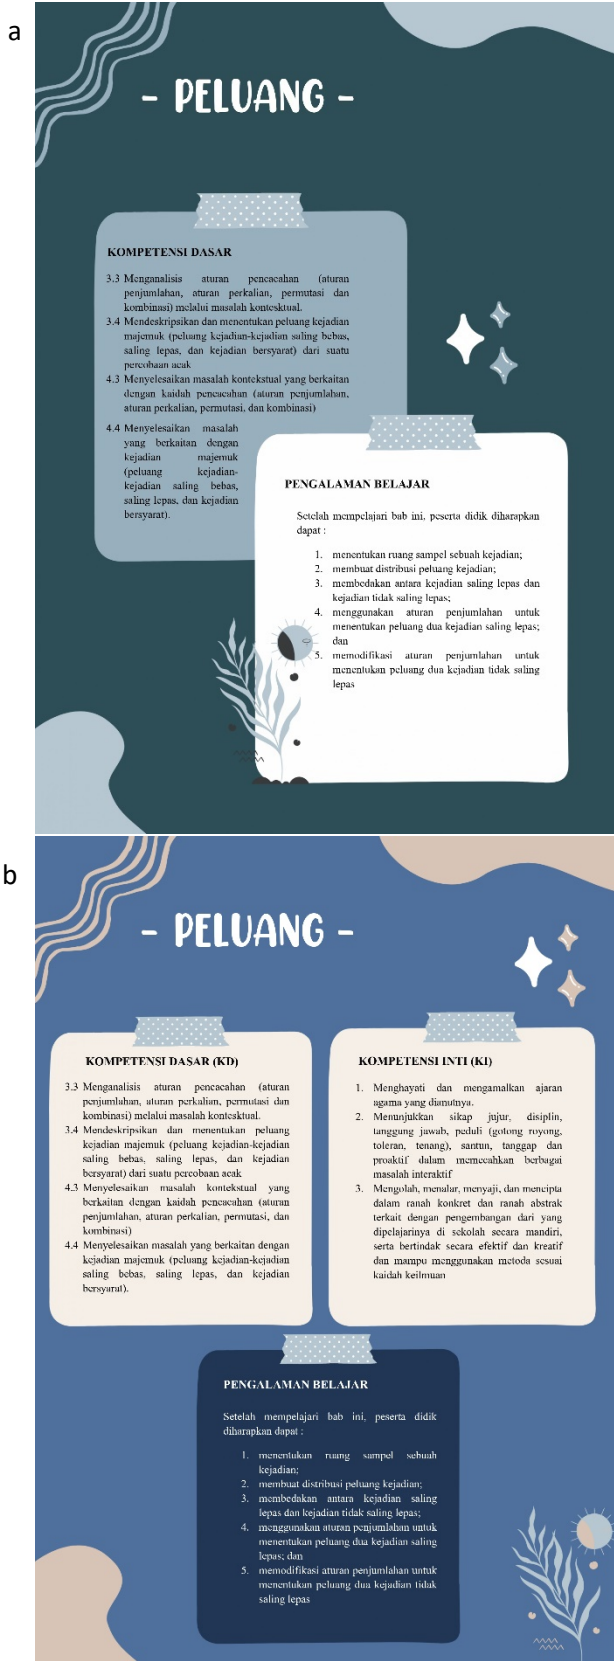 a
- PELUANG -
KOMPETENSI DASAR
3.3 Menganalisis aturan pencacahan (aturan
penjumlahan, aturan perkalian, permutasi dan
kombinasi) melalui masalah kontesktual.
3.4 Mendeskripsikan dan menentukan peluang kejadian
majemuk (peluang kejadian-kejadian saling bebas,
saling lepas, dan kejadian bersyarat) dari suatu
percobaan acak
4.3 Menyelesaikan masalah kontekstual yang berkaitan
dengan kaidah pencacahan (aturan penjumlahan,
aturan perkalian, permutasi, dan kombinasi)
4.4 Menyelesaikan masalah
yang berkaitan dengan
kejadian majemuk
(peluang kejadian-
kejadian saling bebas,
saling lepas, dan kejadian
bersyarat).
PENGALAMAN BELAJAR
Setelah mempelajari bab ini, peserta didik diharapkan
dapat :
1. menentukan ruang sampel sebuah kejadian;
2. membuat distribusi peluang kejadian;
3. membedakan antara kejadian saling lepas dan
kejadian tidak saling lepas;
4. menggunakan aturan penjumlahan untuk
menentukan peluang dua kejadian saling lepas;
dan
5. memodifikasi aturan penjumlahan untuk
menentukan peluang dua kejadian tidak saling
lepas
b
- PELUANG -
KOMPETENSI DASAR (KD)
3.3 Menganalisis aturan pencacahan (aturan
penjumlahan, aturan perkalian, permutasi dan
kombinasi) melalui masalah kontesktual.
3.4 Mendeskripsikan dan menentukan peluang
kejadian majemuk (peluang kejadian-kejadian
saling bebas, saling lepas, dan kejadian
bersyarat) dari suatu percobaan acak
4.3 Menyelesaikan masalah kontekstual yang
berkaitan dengan kaidah pencacahan (aturan
penjumlahan, aturan perkalian, permutasi, dan
kombinasi)
4.4 Menyelesaikan masalah yang berkaitan dengan
kejadian majemuk (peluang kejadian-kejadian
saling bebas, saling lepas, dan kejadian
bersyarat).
KOMPETENSI INTI (KI)
1. Menghayati dan mengamalkan ajaran
agama yang dianutnya.
2. Menunjukkan sikap jujur, disiplin,
tanggung jawab, peduli (gotong royong,
toleran, tenang), santun, tanggap dan
proaktif dalam memecahkan berbagai
masalah interaktif
3. Mengolah, menalar, menyaji, dan mencipta
dalam ranah konkret dan ranah abstrak
terkait dengan pengembangan dari yang
dipelajarinya di sekolah secara mandiri,
serta bertindak secara efektif dan kreatif
dan mampu menggunakan metoda sesuai
kaidah keilmuan
PENGALAMAN BELAJAR
Setelah mempelajari bab ini, peserta didik
diharapkan dapat :
1. menentukan ruang sampel sebuah
kejadian;
2. membuat distribusi peluang kejadian;
3. membedakan antara kejadian saling
lepas dan kejadian tidak saling lepas;
4. menggunakan aturan penjumlahan untuk
menentukan peluang dua kejadian saling
lepas; dan
5. memodifikasi aturan penjumlahan untuk
menentukan peluang dua kejadian tidak
saling lepas